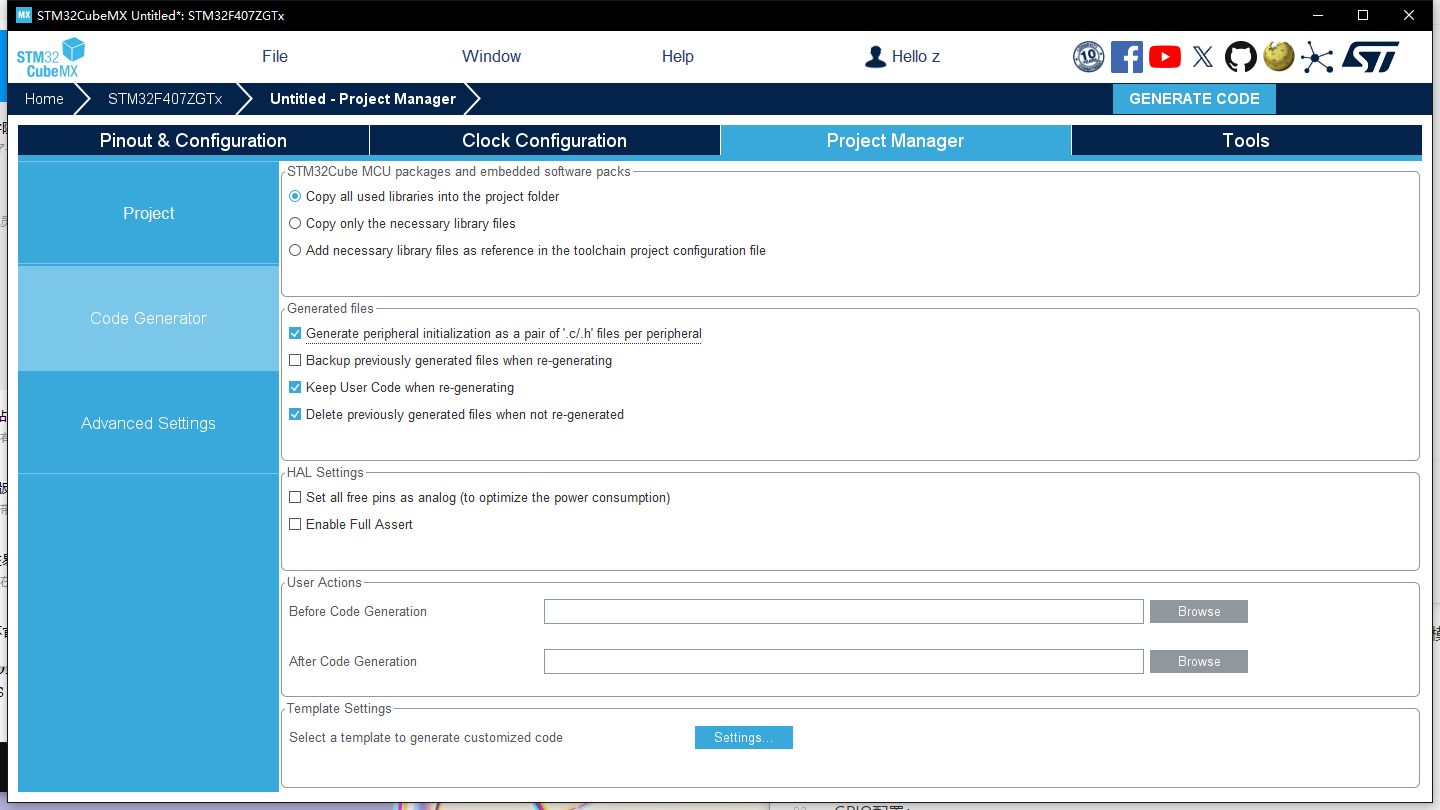 MX STM32CubeMX Untitled*: STM32F407ZGTx
STM32
CubeMX
File
Window
Help
Hello z
10
Home
STM32F407ZGTx
Untitled - Project Manager
GENERATE CODE
Pinout & Configuration
Clock Configuration
Project Manager
Tools
Project
Code Generator
Advanced Settings
STM32Cube MCU packages and embedded software packs
Copy all used libraries into the project folder
Copy only the necessary library files
Add necessary library files as reference in the toolchain project configuration file
Generated files
Generate peripheral initialization as a pair of '.c/.h' files per peripheral
Backup previously generated files when re-generating
Keep User Code when re-generating
Delete previously generated files when not re-generated
HAL Settings
Set all free pins as analog (to optimize the power consumption)
Enable Full Assert
User Actions
Before Code Generation
Browse
After Code Generation
Browse
Template Settings
Select a template to generate customized code
Settings...